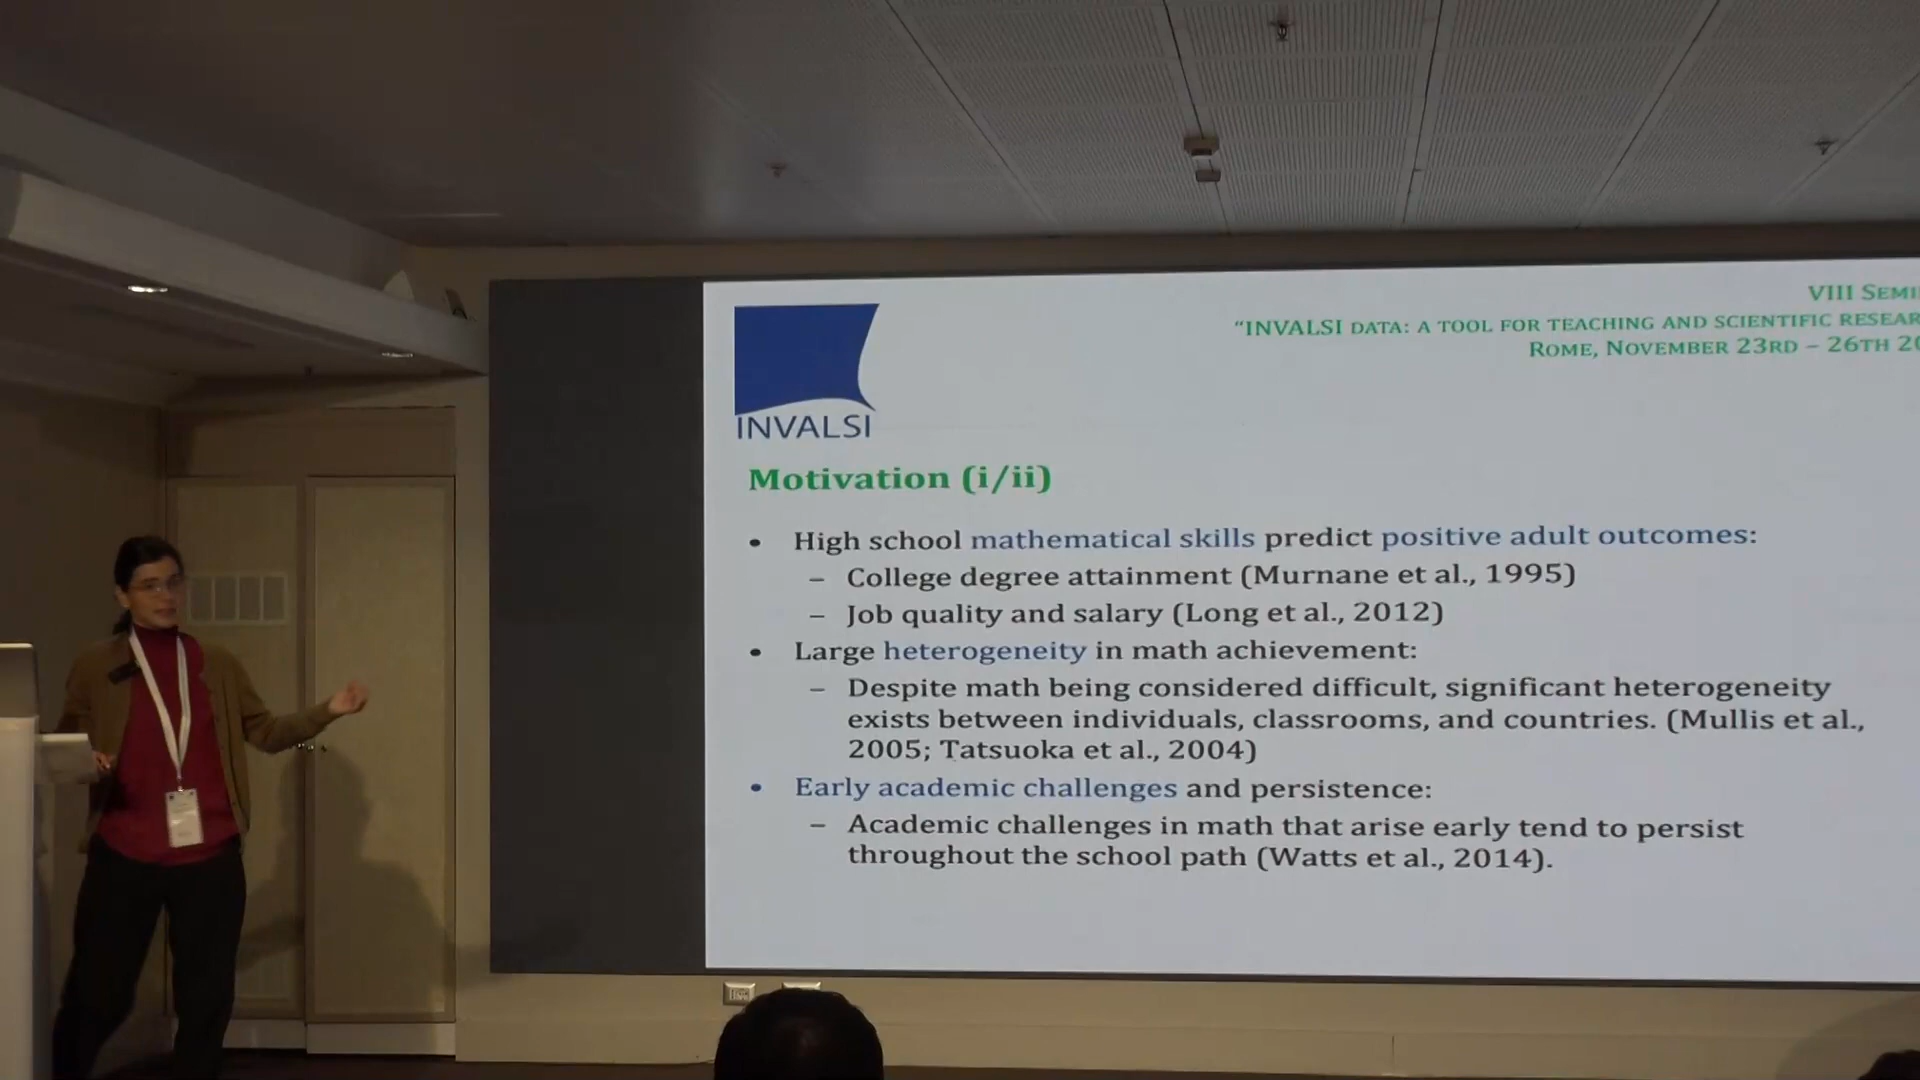 VIII SEMI
"INVALSI DATA: A TOOL FOR TEACHING AND SCIENTIFIC RESEAR
ROME, NOVEMBER 23RD – 26TH 20
INVALSI
Motivation (i/ii)
• High school mathematical skills predict positive adult outcomes:
– College degree attainment (Murnane et al., 1995)
– Job quality and salary (Long et al., 2012)
• Large heterogeneity in math achievement:
– Despite math being considered difficult, significant heterogeneity
exists between individuals, classrooms, and countries. (Mullis et al.,
2005; Tatsuoka et al., 2004)
• Early academic challenges and persistence:
– Academic challenges in math that arise early tend to persist
throughout the school path (Watts et al., 2014).